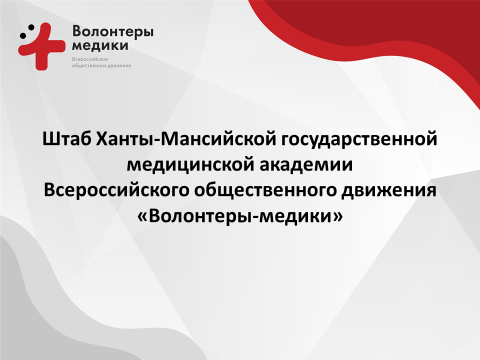 Волонтеры
медики
Всероссийское
общественное движение
Штаб Ханты-Мансийской государственной
медицинской академии
Всероссийского общественного движения
«Волонтеры-медики»